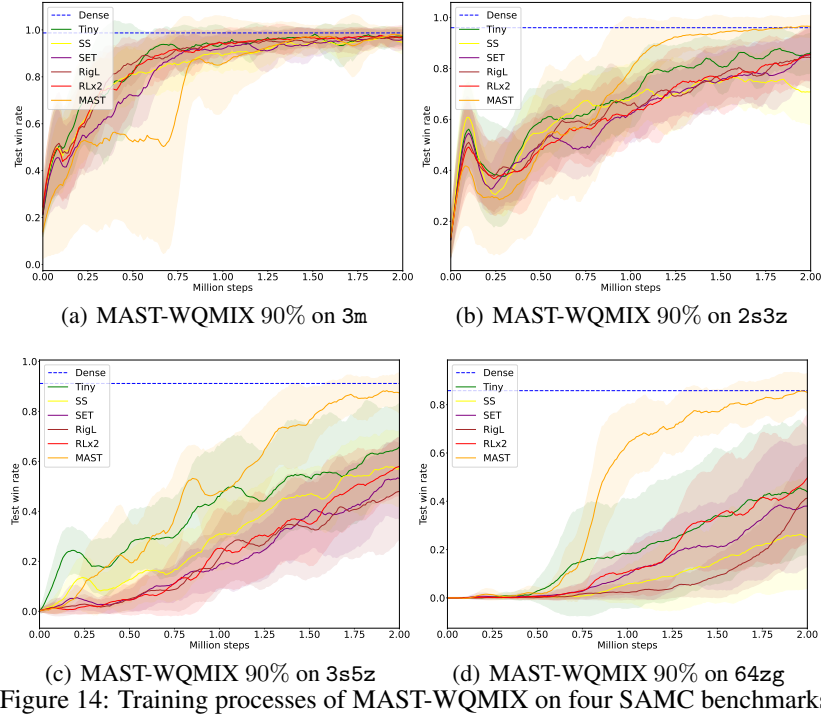 1.0
0.8
0.6
0.4
0.2
0.0
Test win rate
Dense
Tiny
SS
SET
RigL
RLx2
MAST
0.00 0.25 0.50 0.75 1.00 1.25 1.50 1.75 2.00
Million steps
(a) MAST-WQMIX 90% on 3m
1.0
0.8
0.6
0.4
0.2
Test win rate
Dense
Tiny
SS
SET
RigL
RLx2
MAST
0.00 0.25 0.50 0.75 1.00 1.25 1.50 1.75 2.00
Million steps
(b) MAST-WQMIX 90% on 2s3z
1.0
0.8
0.6
0.4
0.2
0.0
Test win rate
Dense
Tiny
SS
SET
RigL
RLx2
MAST
0.00 0.25 0.50 0.75 1.00 1.25 1.50 1.75 2.00
Million steps
(c) MAST-WQMIX 90% on 3s5z
0.8
0.6
0.4
0.2
0.0
Test win rate
Dense
Tiny
SS
SET
RigL
RLx2
MAST
0.00 0.25 0.50 0.75 1.00 1.25 1.50 1.75 2.00
Million steps
(d) MAST-WQMIX 90% on 64zg
Figure 14: Training processes of MAST-WQMIX on four SAMC benchmarks